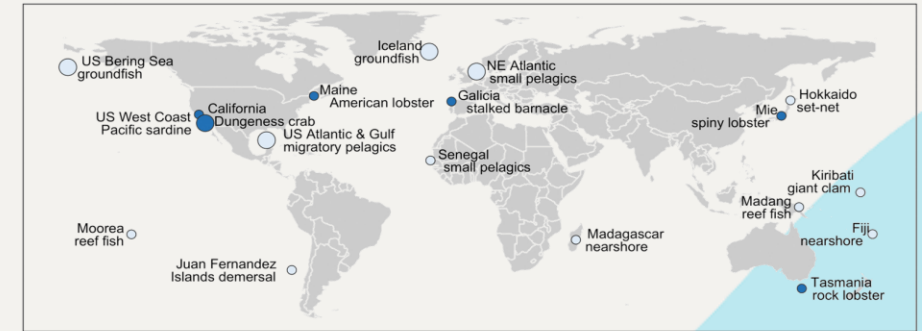 US Bering Sea
groundfish
Iceland
groundfish
NE Atlantic
small pelagics
Maine
American lobster
Galicia
stalked barnacle
Hokkaido
set-net
Mie
spiny lobster
California
Dungeness crab
US West Coast
Pacific sardine
US Atlantic & Gulf
migratory pelagics
Senegal
small pelagics
Kiribati
giant clam
Madang
reef fish
Fiji
nearshore
Moorea
reef fish
Madagascar
nearshore
Juan Fernandez
Islands demersal
Tasmania
rock lobster